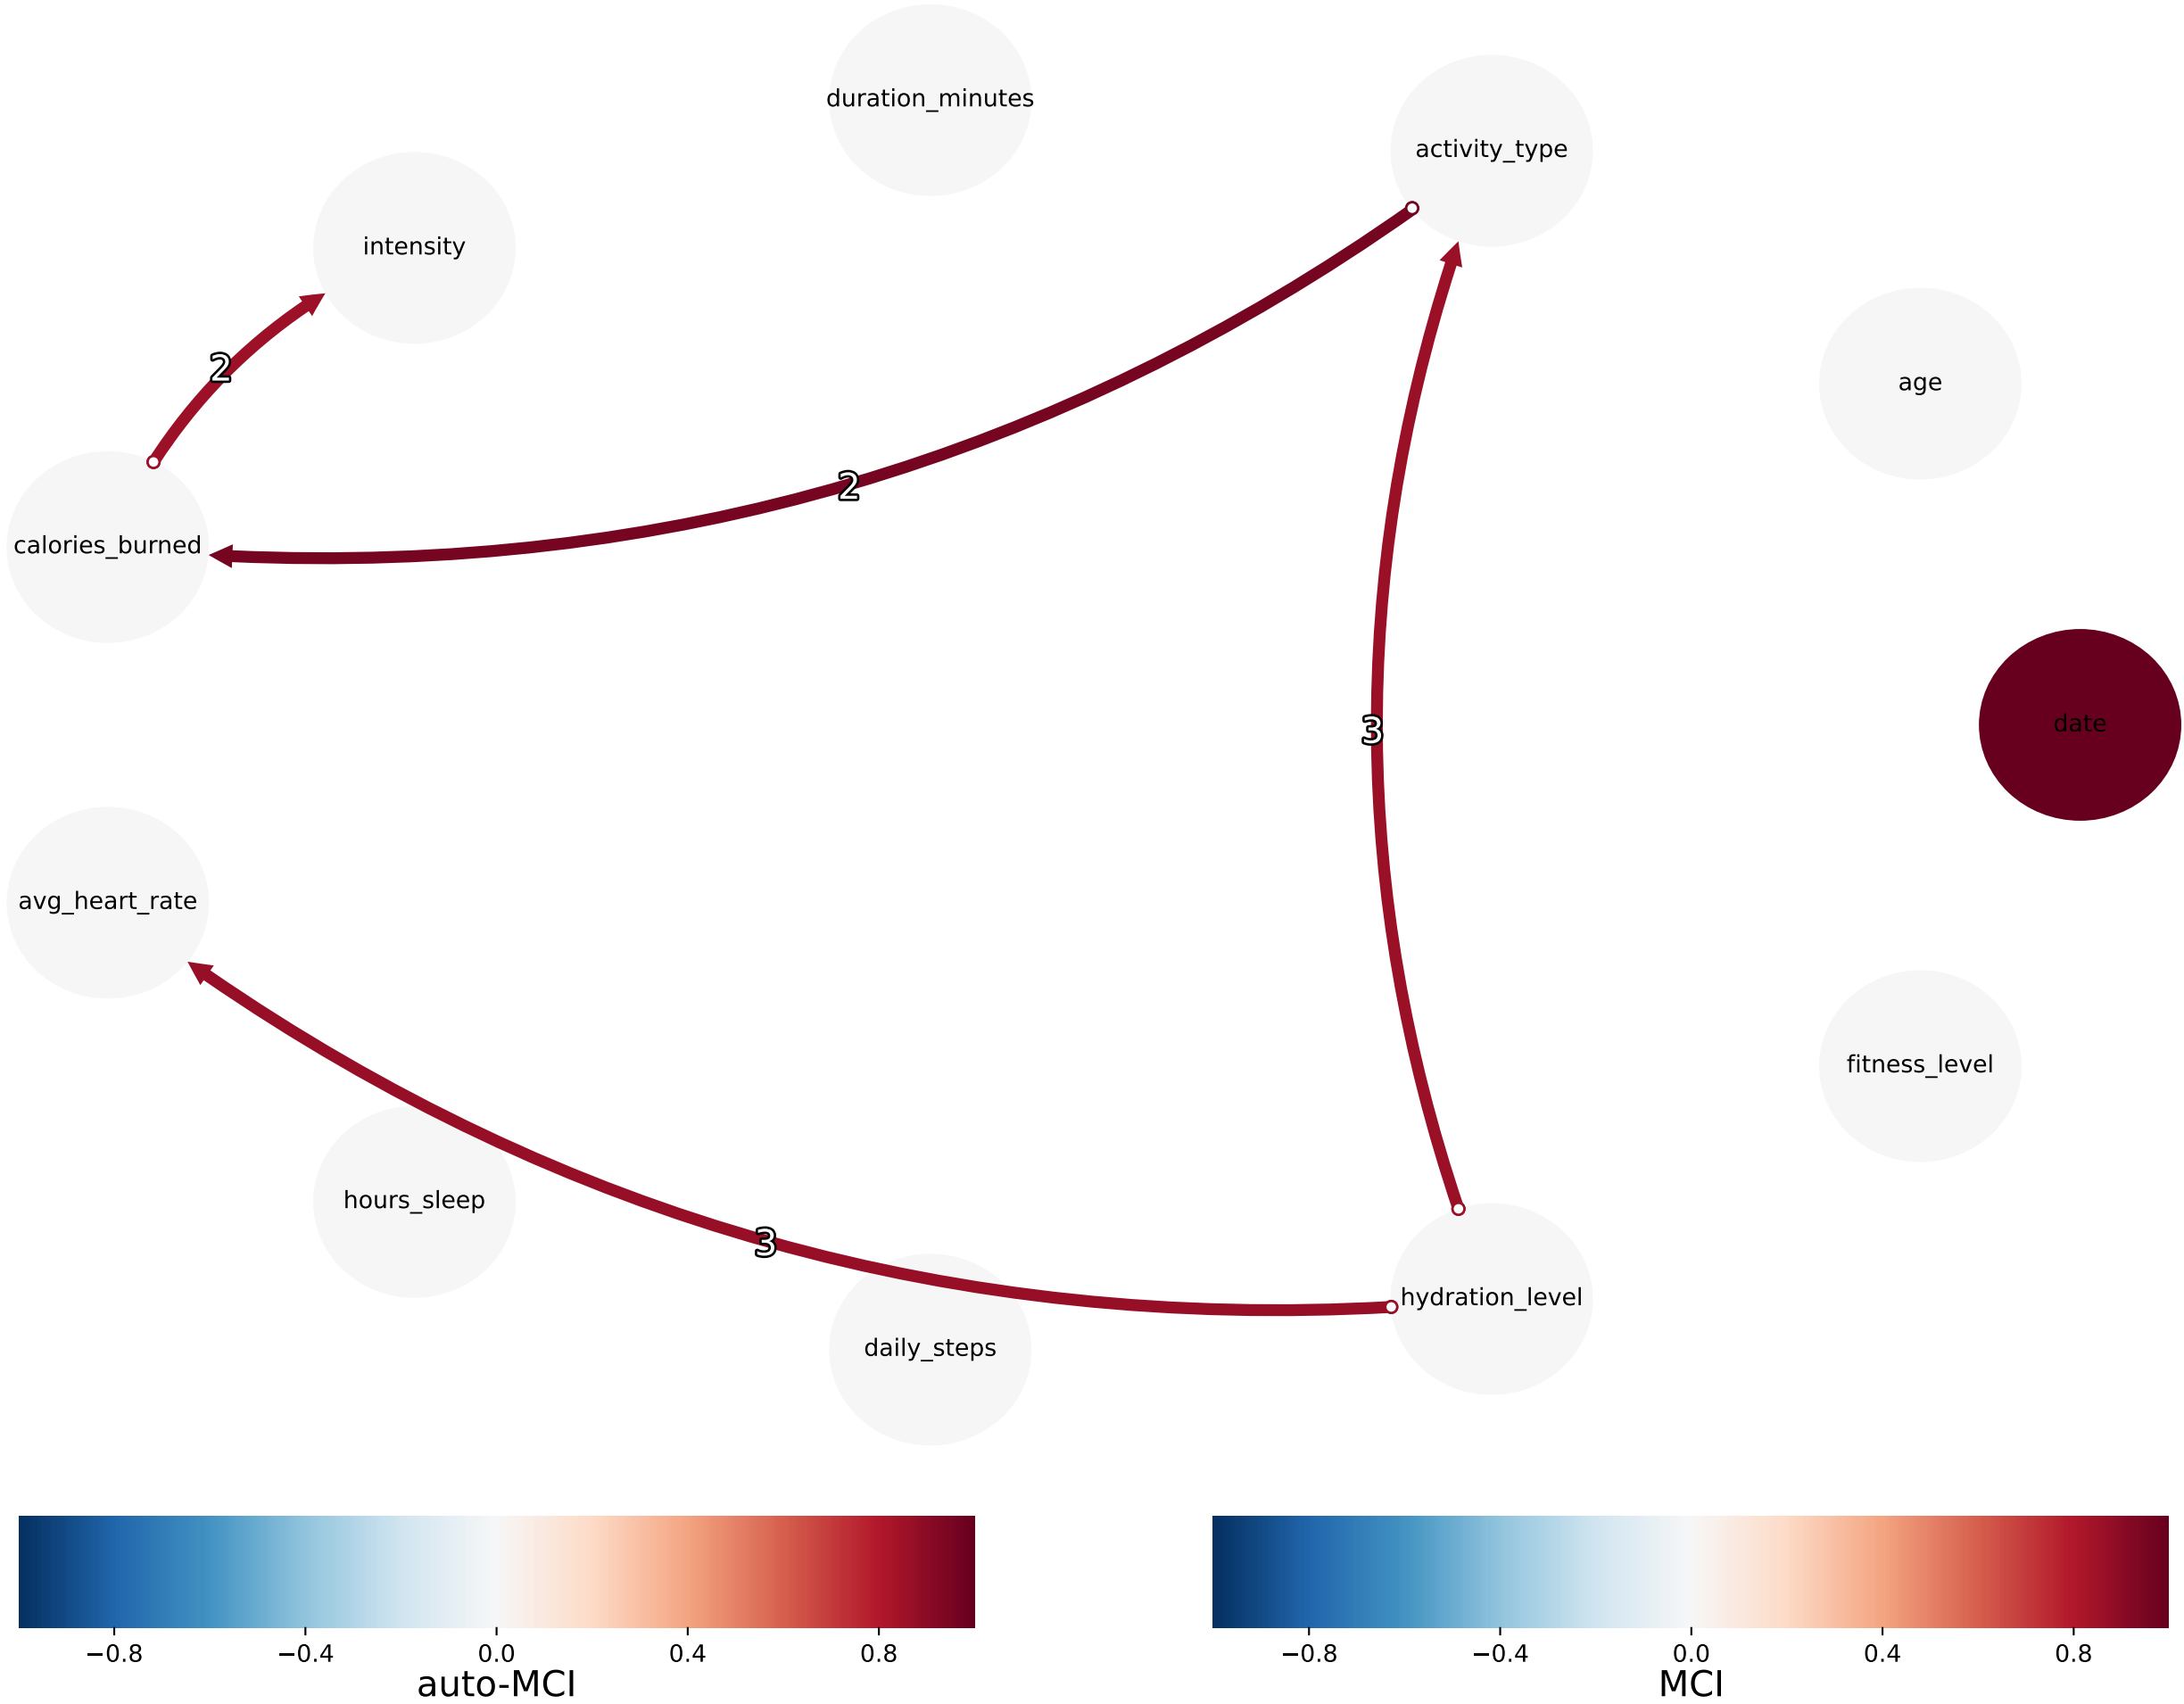 duration_minutes
activity_type
intensity
age
2
2
calories_burned
date
3
avg_heart_rate
fitness_level
hours_sleep
3
hydration_level
daily_steps
−0.8 −0.4 0.0 0.4 0.8
auto-MCI
−0.8 −0.4 0.0 0.4 0.8
MCI